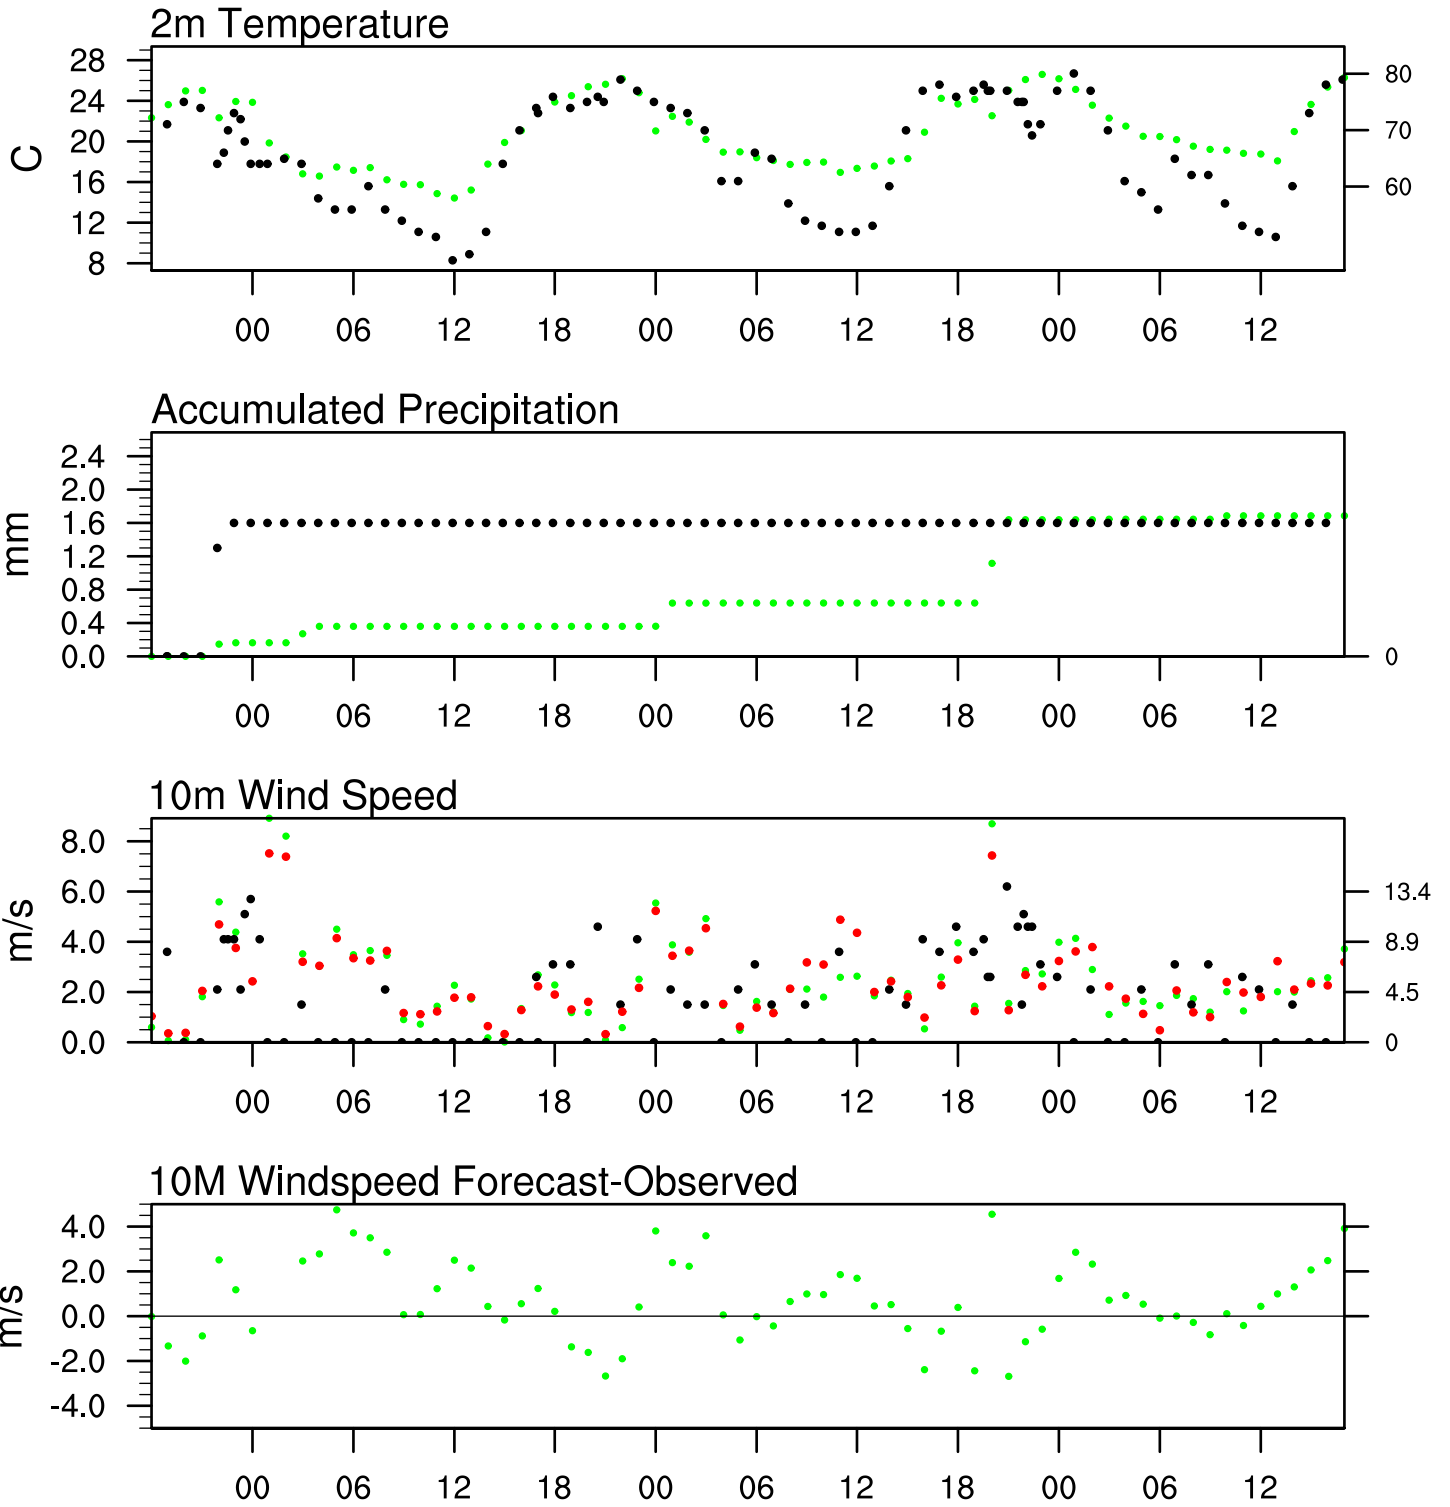 2m Temperature
28
24
20
16
12
8
C
80
70
60
00 06 12 18 00 06 12 18 00 06 12
Accumulated Precipitation
2.4
2.0
1.6
1.2
0.8
0.4
0.0
mm
0
00 06 12 18 00 06 12 18 00 06 12
10m Wind Speed
8.0
6.0
4.0
2.0
0.0
m/s
13.4
8.9
4.5
0
00 06 12 18 00 06 12 18 00 06 12
10M Windspeed Forecast-Observed
4.0
2.0
0.0
-2.0
-4.0
m/s
00 06 12 18 00 06 12 18 00 06 12